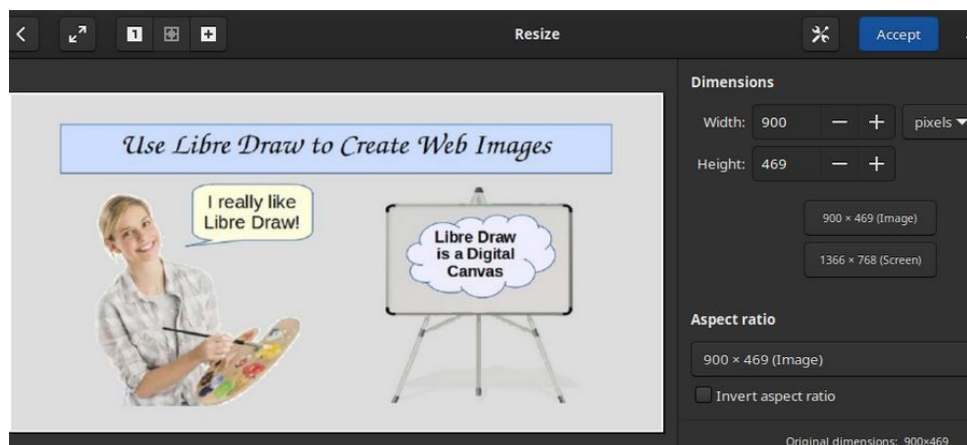 Resize
Accept
Dimensions
Width: 900 pixels
Height: 469
900 × 469 (Image)
1366 × 768 (Screen)
Aspect ratio
900 × 469 (Image)
Invert aspect ratio
Original dimensions: 900×469
Use Libre Draw to Create Web Images
I really like
Libre Draw!
Libre Draw
is a Digital
Canvas